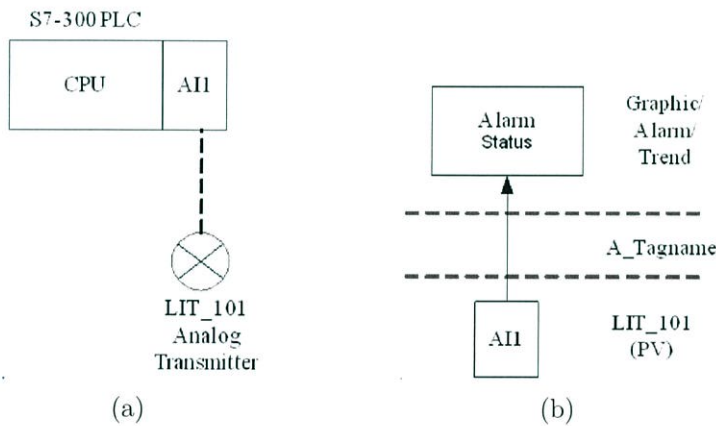 S7-300 PLC
CPU
AI1
LIT_101
Analog
Transmitter
(a)
Alarm
Status
Graphic/
Alarm/
Trend
A_Tagname
AI1
LIT_101
(PV)
(b)